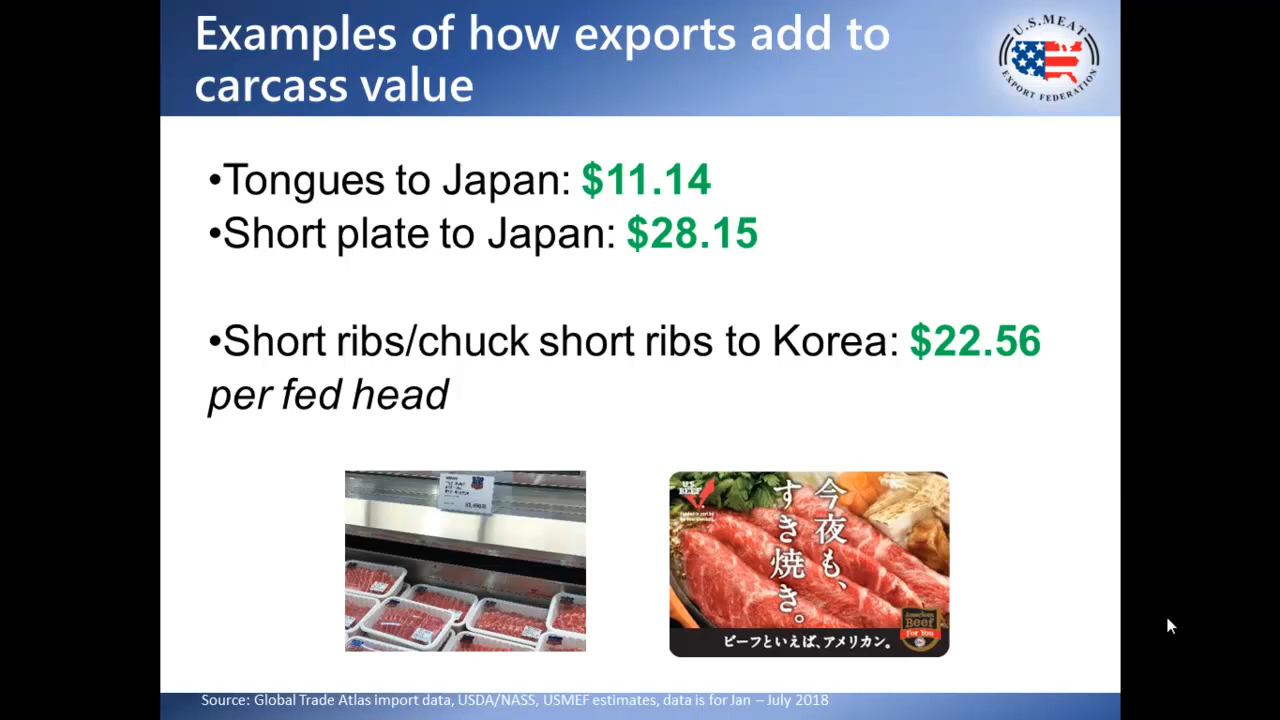 Examples of how exports add to
carcass value
U.S. MEAT
EXPORT FEDERATION
•Tongues to Japan: $11.14
•Short plate to Japan: $28.15
•Short ribs/chuck short ribs to Korea: $22.56
per fed head
U.S.
BEEF
今夜も、
すき焼き。
American
Beef
For You
ビーフといえば、アメリカン。
Source: Global Trade Atlas import data, USDA/NASS, USMEF estimates, data is for Jan – July 2018